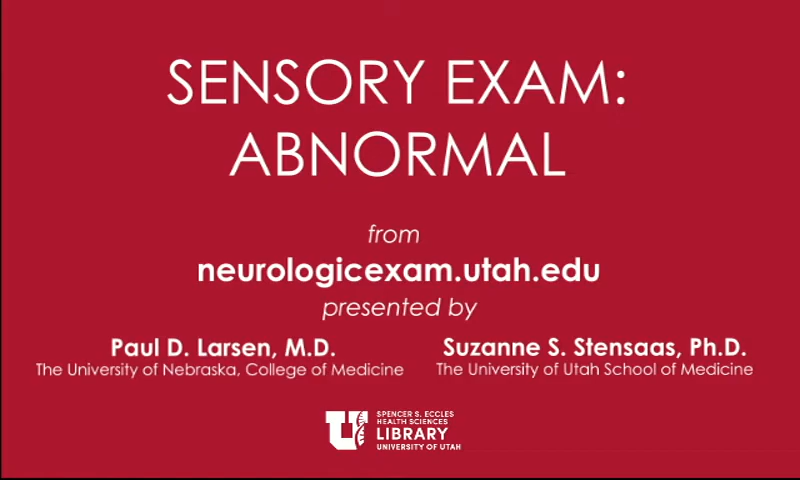 SENSORY EXAM:
ABNORMAL
from
neurologicexam.utah.edu
presented by
Paul D. Larsen, M.D.
The University of Nebraska, College of Medicine
Suzanne S. Stensaas, Ph.D.
The University of Utah School of Medicine
U
SPENCER S. ECCLES
HEALTH SCIENCES
LIBRARY
UNIVERSITY OF UTAH